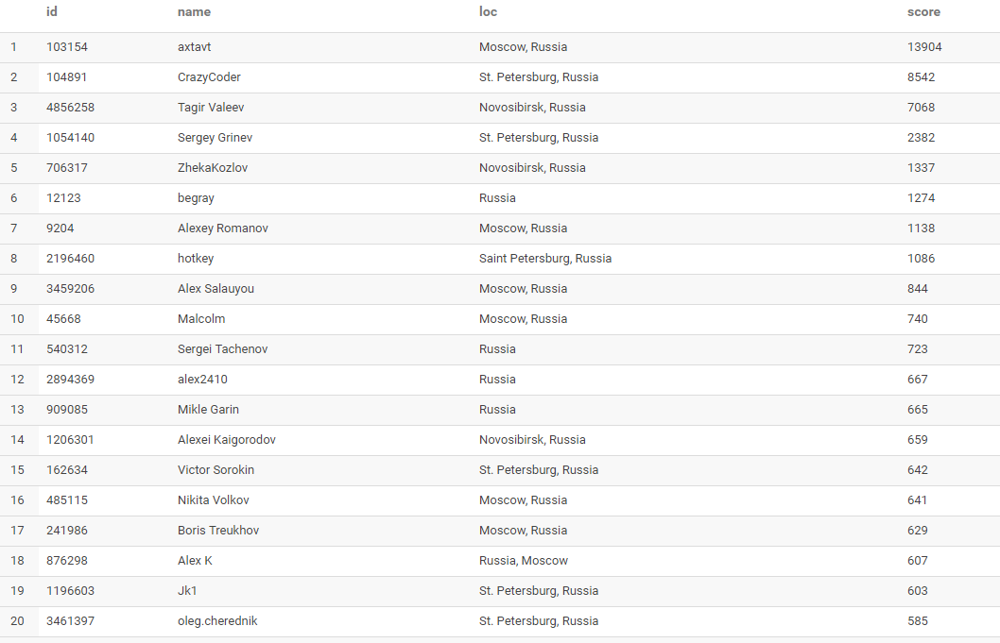 id name loc score
1 103154 axtavt Moscow, Russia 13904
2 104891 CrazyCoder St. Petersburg, Russia 8542
3 4856258 Tagir Valeev Novosibirsk, Russia 7068
4 1054140 Sergey Grinev St. Petersburg, Russia 2382
5 706317 ZhekaKozlov Novosibirsk, Russia 1337
6 12123 begray Russia 1274
7 9204 Alexey Romanov Moscow, Russia 1138
8 2196460 hotkey Saint Petersburg, Russia 1086
9 3459206 Alex Salauyou Moscow, Russia 844
10 45668 Malcolm Moscow, Russia 740
11 540312 Sergei Tachenov Russia 723
12 2894369 alex2410 Russia 667
13 909085 Mikle Garin Russia 665
14 1206301 Alexei Kaigorodov Novosibirsk, Russia 659
15 162634 Victor Sorokin St. Petersburg, Russia 642
16 485115 Nikita Volkov Moscow, Russia 641
17 241986 Boris Treukhov Moscow, Russia 629
18 876298 Alex K Russia, Moscow 607
19 1196603 Jk1 St. Petersburg, Russia 603
20 3461397 oleg.cherednik St. Petersburg, Russia 585